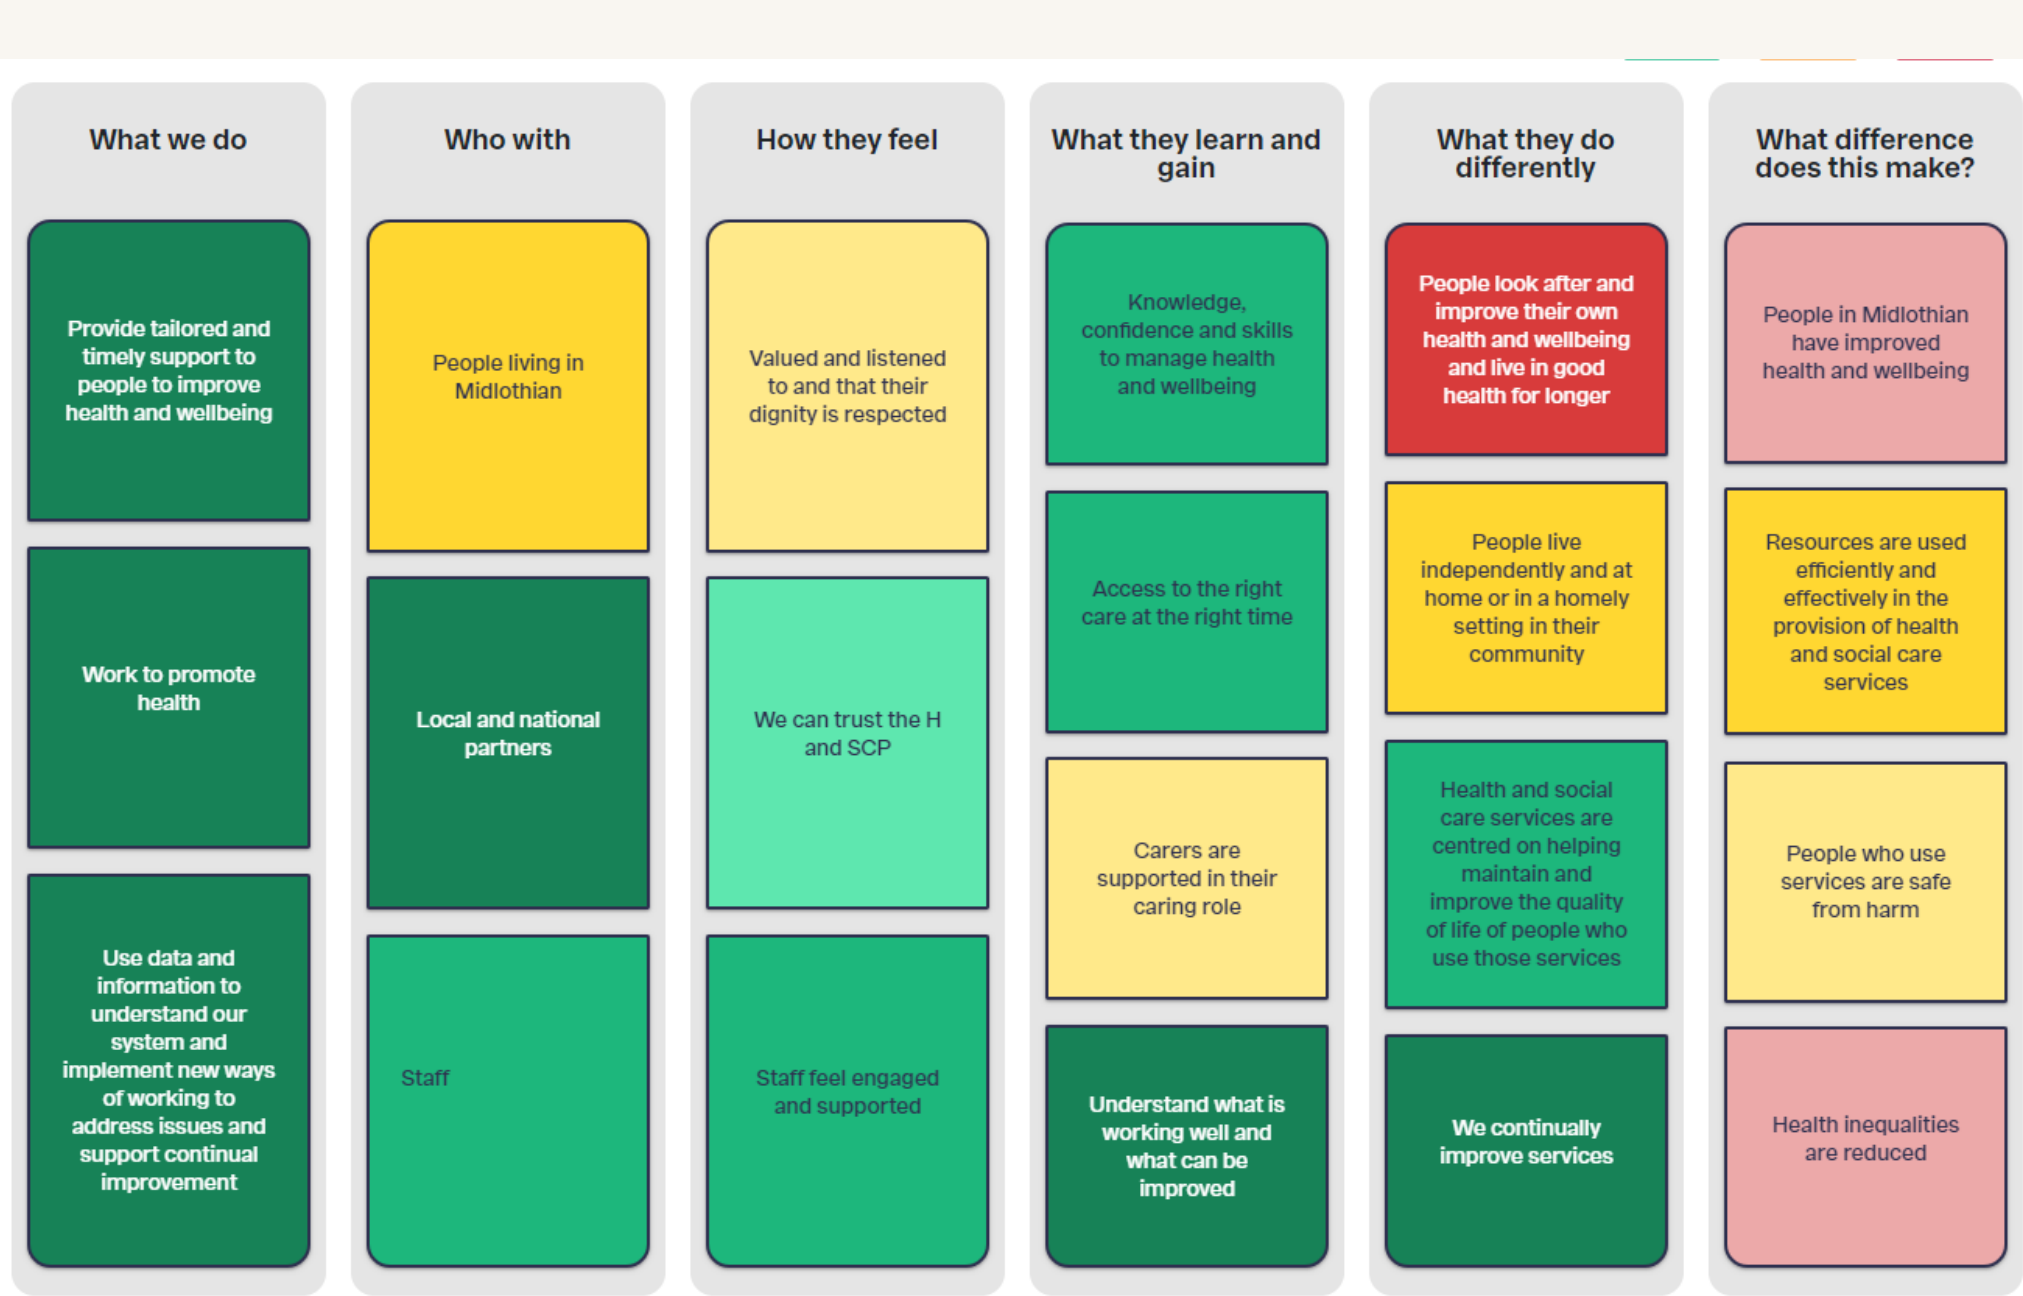 What we do
Provide tailored and
timely support to
people to improve
health and wellbeing
Work to promote
health
Use data and
information to
understand our
system and
implement new ways
of working to
address issues and
support continual
improvement
Who with
People living in
Midlothian
Local and national
partners
Staff
How they feel
Valued and listened
to and that their
dignity is respected
We can trust the H
and SCP
Staff feel engaged
and supported
What they learn and
gain
Knowledge,
confidence and skills
to manage health
and wellbeing
Access to the right
care at the right time
Carers are
supported in their
caring role
Understand what is
working well and
what can be
improved
What they do
differently
People look after and
improve their own
health and wellbeing
and live in good
health for longer
People live
independently and at
home or in a homely
setting in their
community
Health and social
care services are
centred on helping
maintain and
improve the quality
of life of people who
use those services
We continually
improve services
What difference
does this make?
People in Midlothian
have improved
health and wellbeing
Resources are used
efficiently and
effectively in the
provision of health
and social care
services
People who use
services are safe
from harm
Health inequalities
are reduced